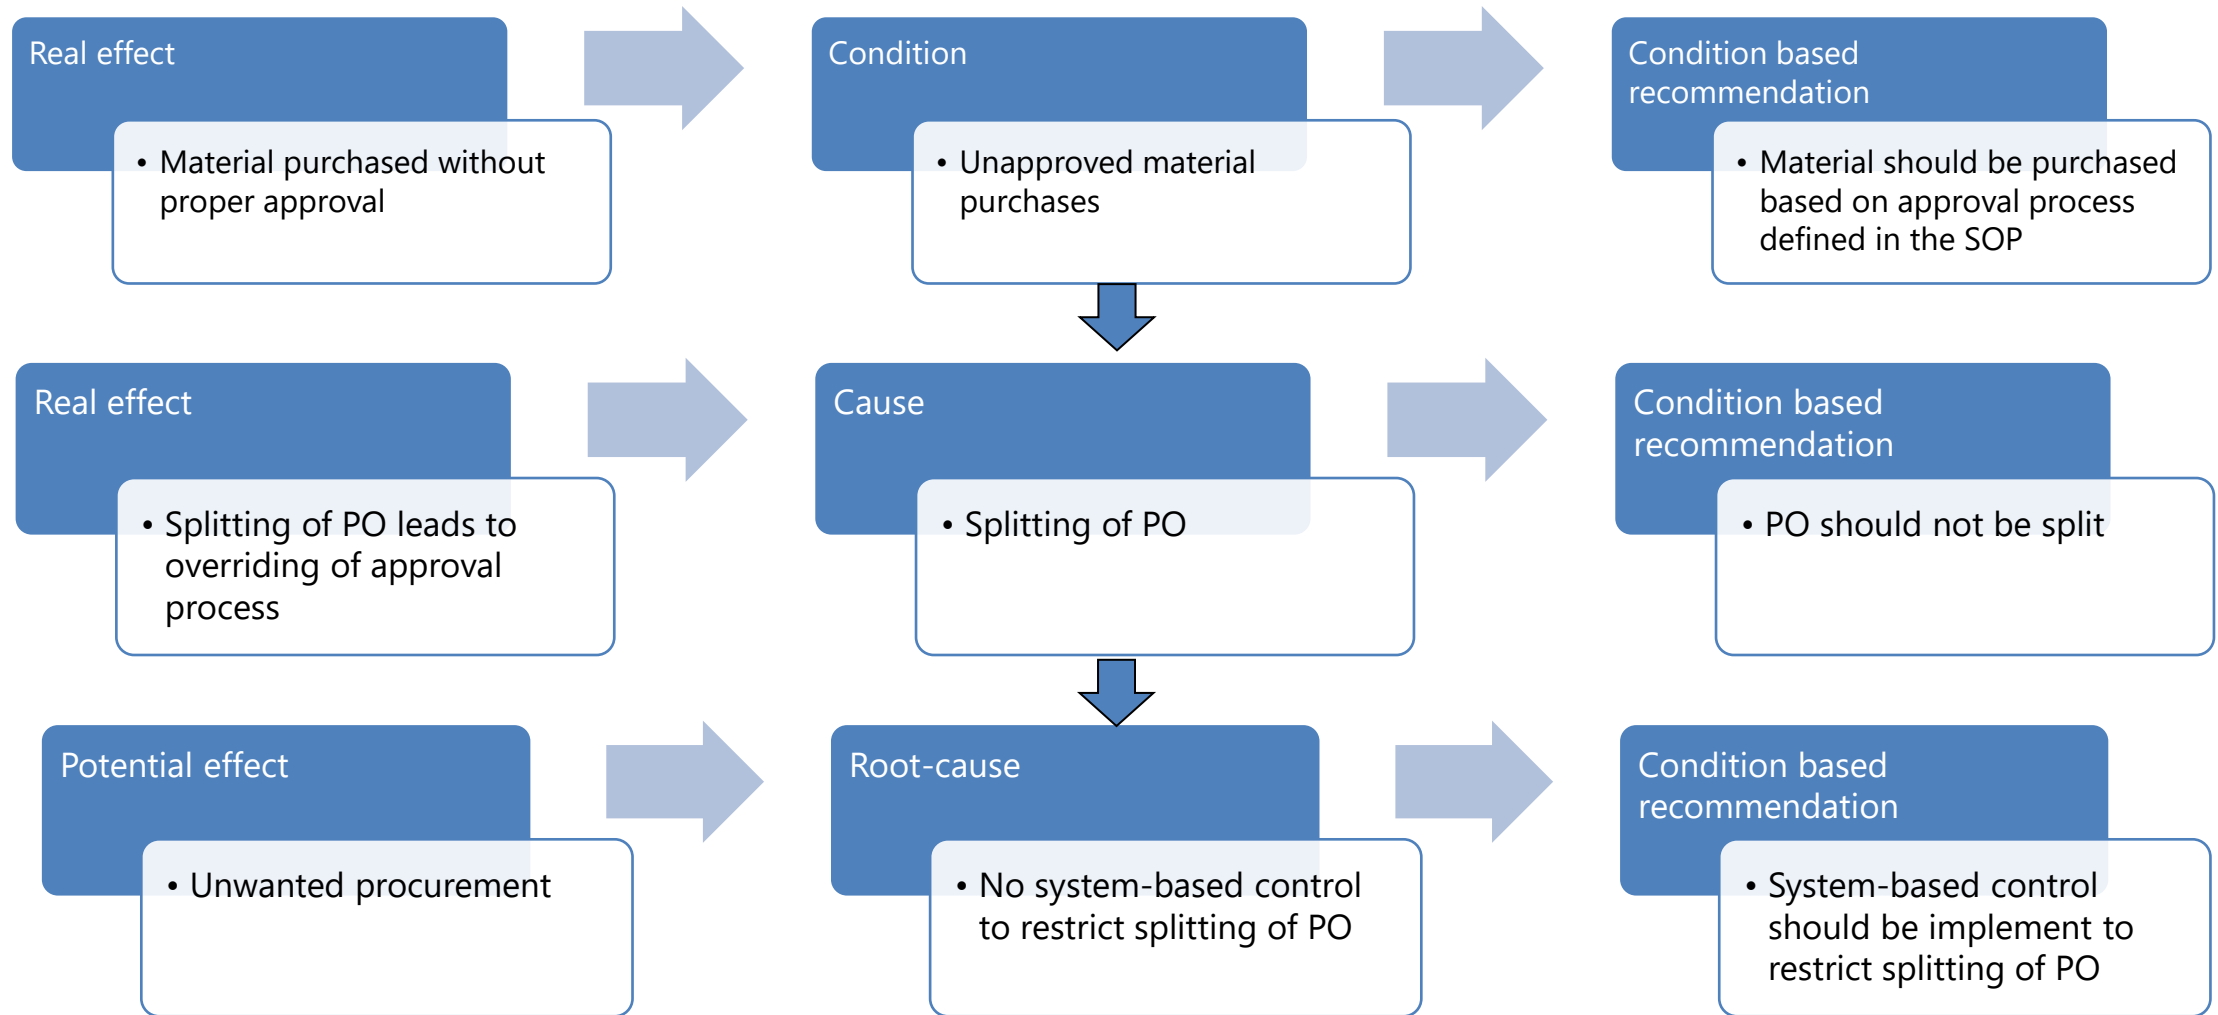 Real effect
• Material purchased without
proper approval
Condition
• Unapproved material
purchases
Condition based
recommendation
• Material should be purchased
based on approval process
defined in the SOP
Real effect
• Splitting of PO leads to
overriding of approval
process
Cause
• Splitting of PO
Condition based
recommendation
• PO should not be split
Potential effect
• Unwanted procurement
Root-cause
• No system-based control
to restrict splitting of PO
Condition based
recommendation
• System-based control
should be implement to
restrict splitting of PO